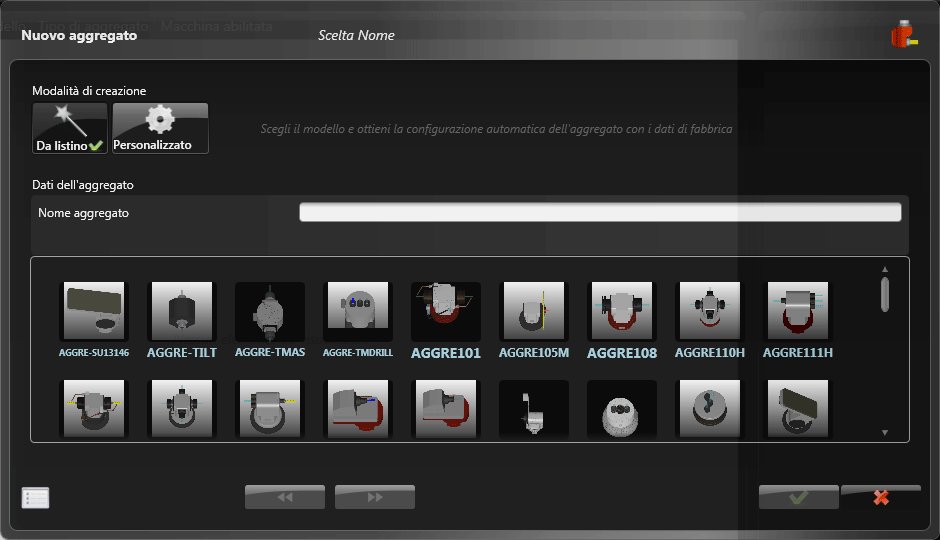 Tipo di aggregato Macchina abilitata
Nuovo aggregato Scelta Nome
Modalità di creazione
Da listino Personalizzato
Scegli il modello e ottieni la configurazione automatica dell'aggregato con i dati di fabbrica
Dati dell'aggregato
Nome aggregato
AGGRE-SU13146 AGGRE-TILT AGGRE-TMAS AGGRE-TMDRILL AGGRE101 AGGRE105M AGGRE108 AGGRE110H AGGRE111H